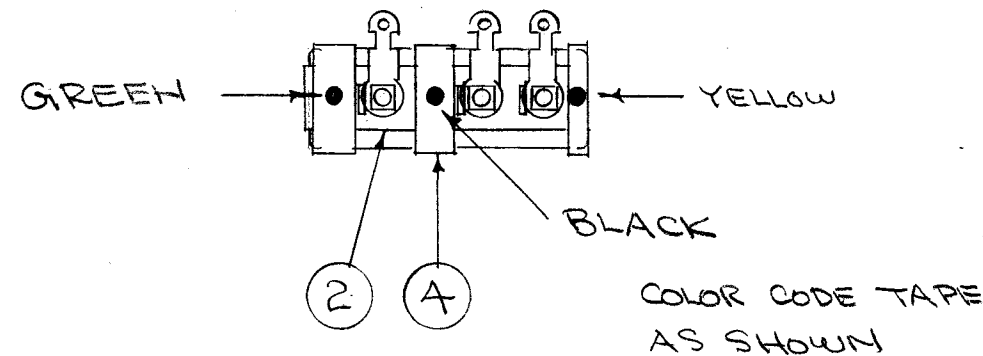 GREEN
YELLOW
BLACK
2
4
COLOR CODE TAPE
AS SHOWN